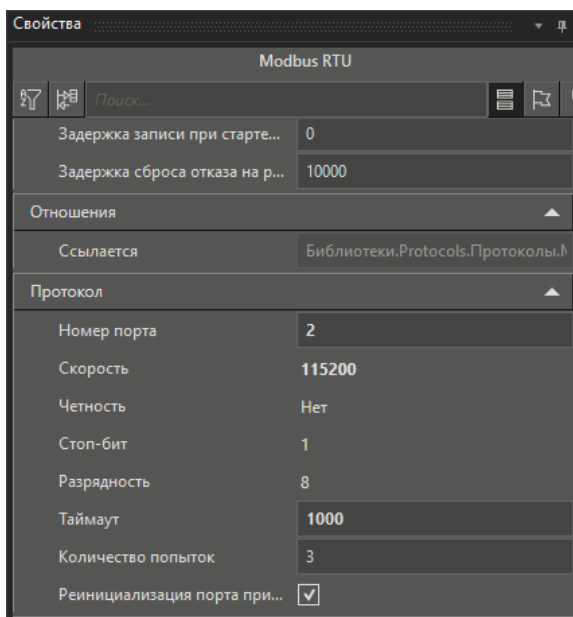 Свойства
Modbus RTU
Поиск...
Задержка записи при старте... 0
Задержка сброса отказа на р... 10000
Отношения
Ссылается Библиотеки.Protocols.Протоколы.М
Протокол
Номер порта 2
Скорость 115200
Четность Нет
Стоп-бит 1
Разрядность 8
Таймаут 1000
Количество попыток 3
Реинициализация порта при...